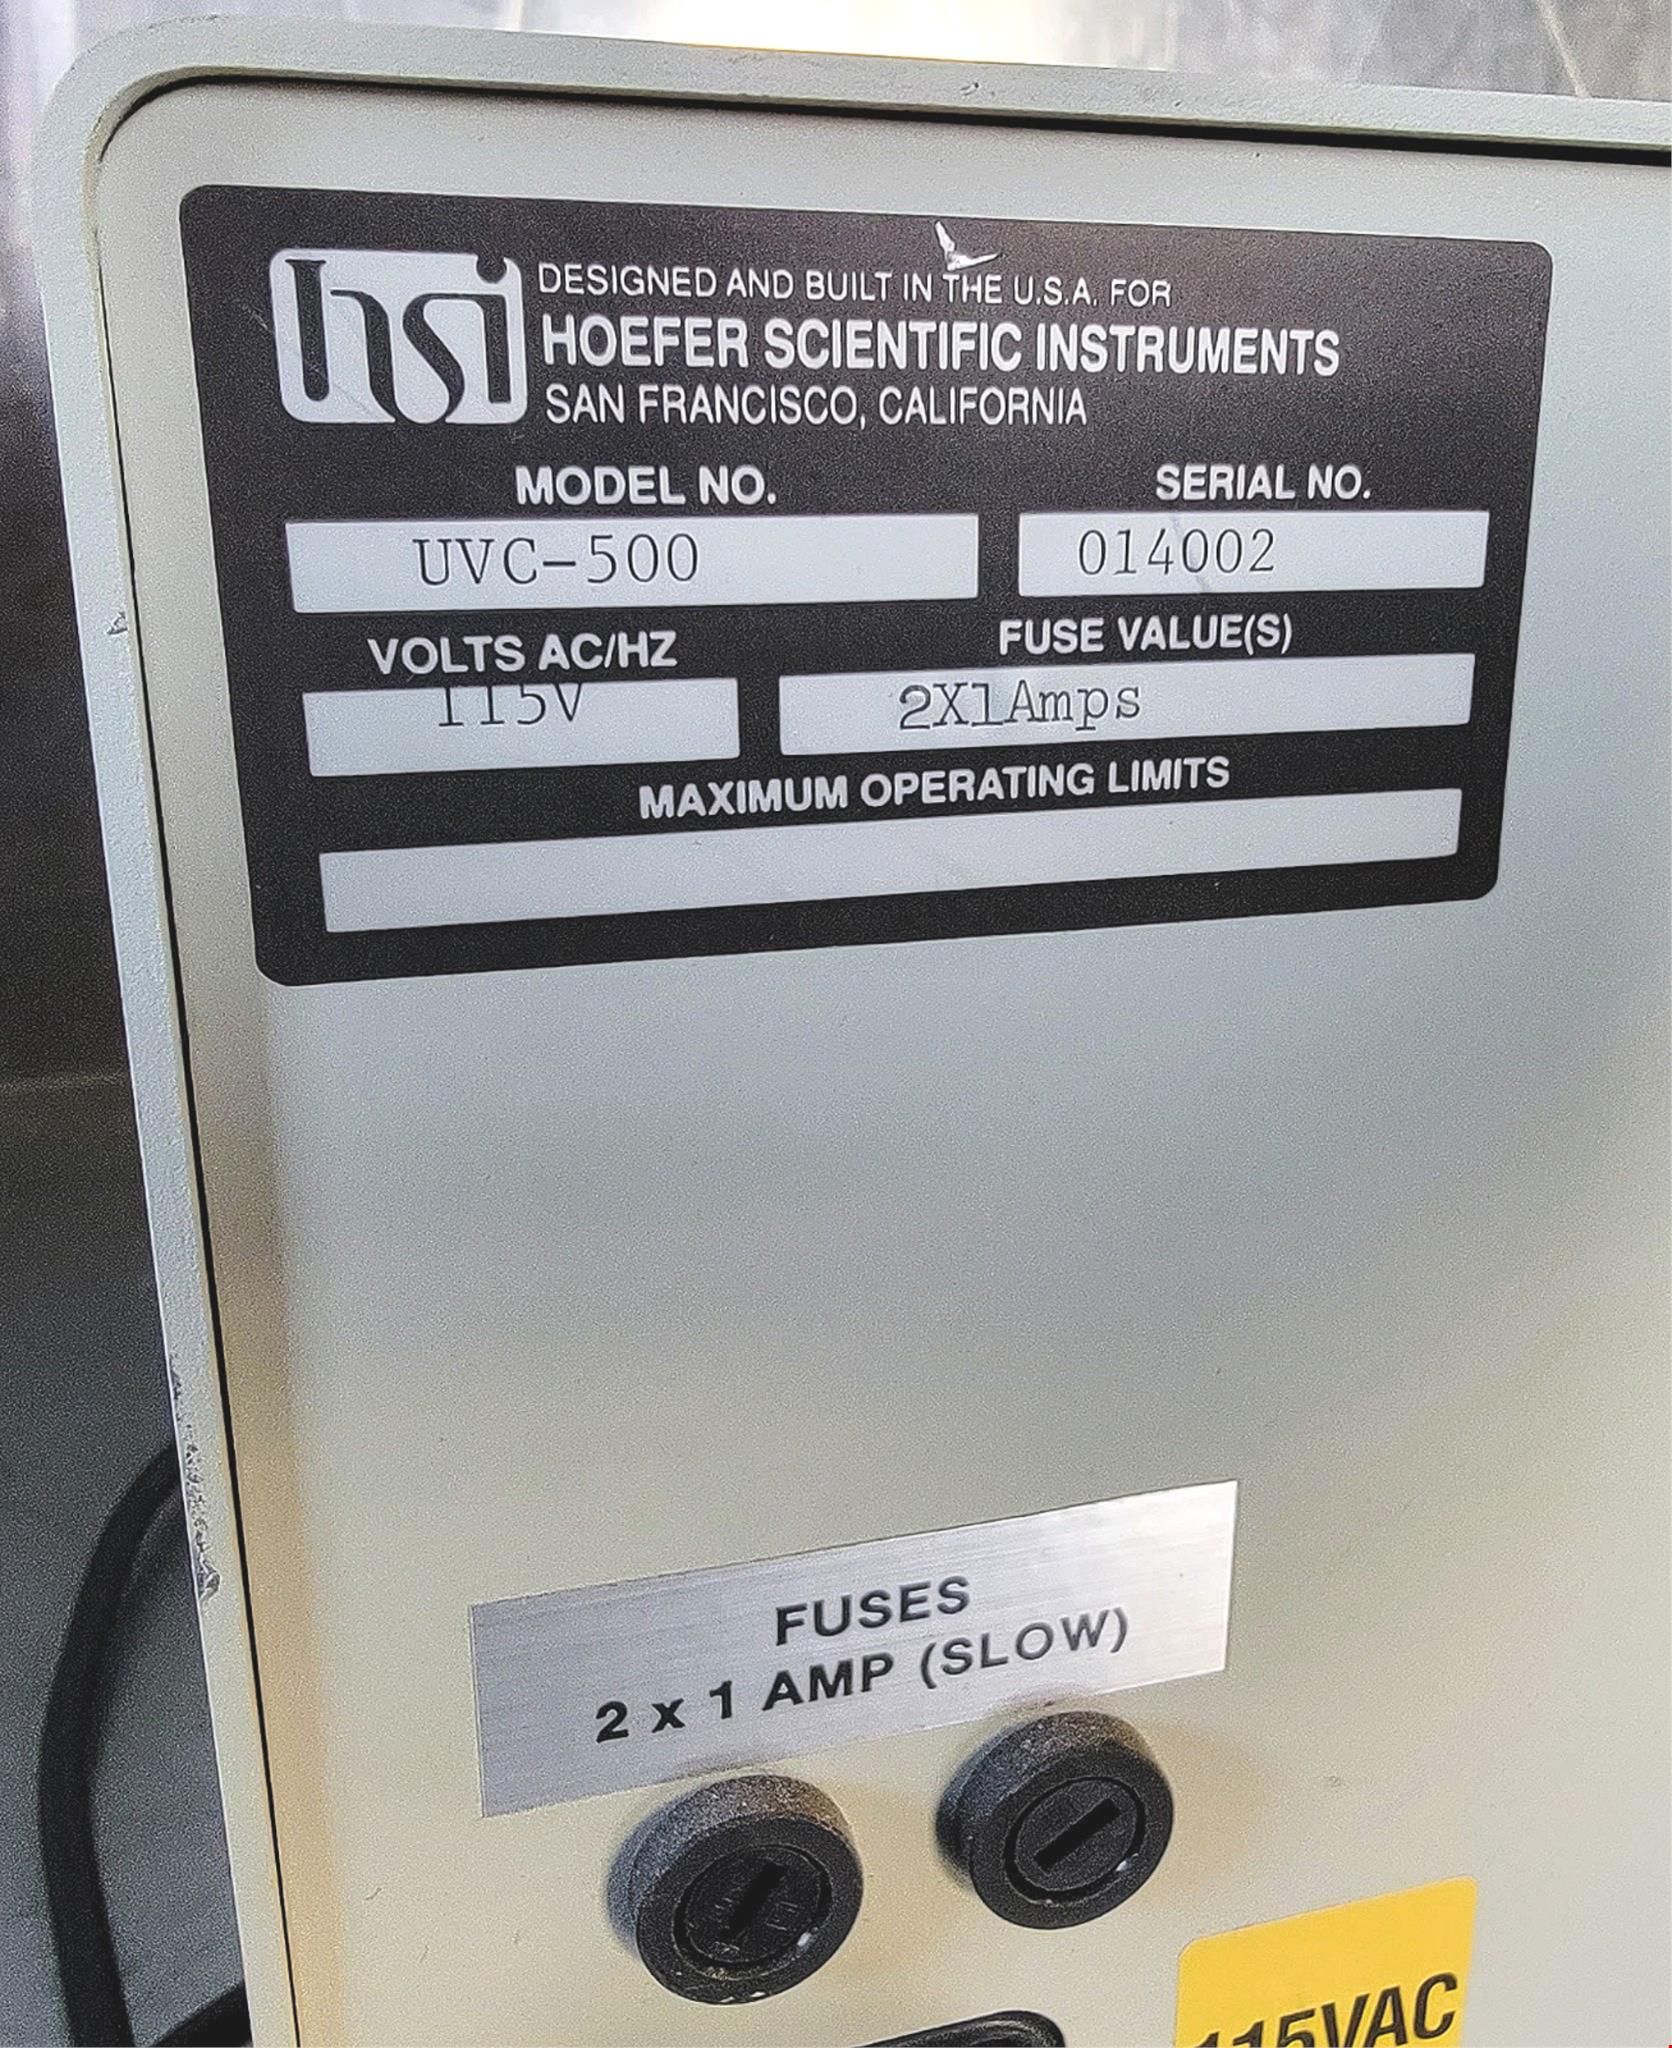 hsi
DESIGNED AND BUILT IN THE U.S.A. FOR
HOEFER SCIENTIFIC INSTRUMENTS
SAN FRANCISCO, CALIFORNIA
MODEL NO. SERIAL NO.
UVC-500 014002
VOLTS AC/HZ FUSE VALUE(S)
115V 2X1Amps
MAXIMUM OPERATING LIMITS
FUSES
2 x 1 AMP (SLOW)
115VAC